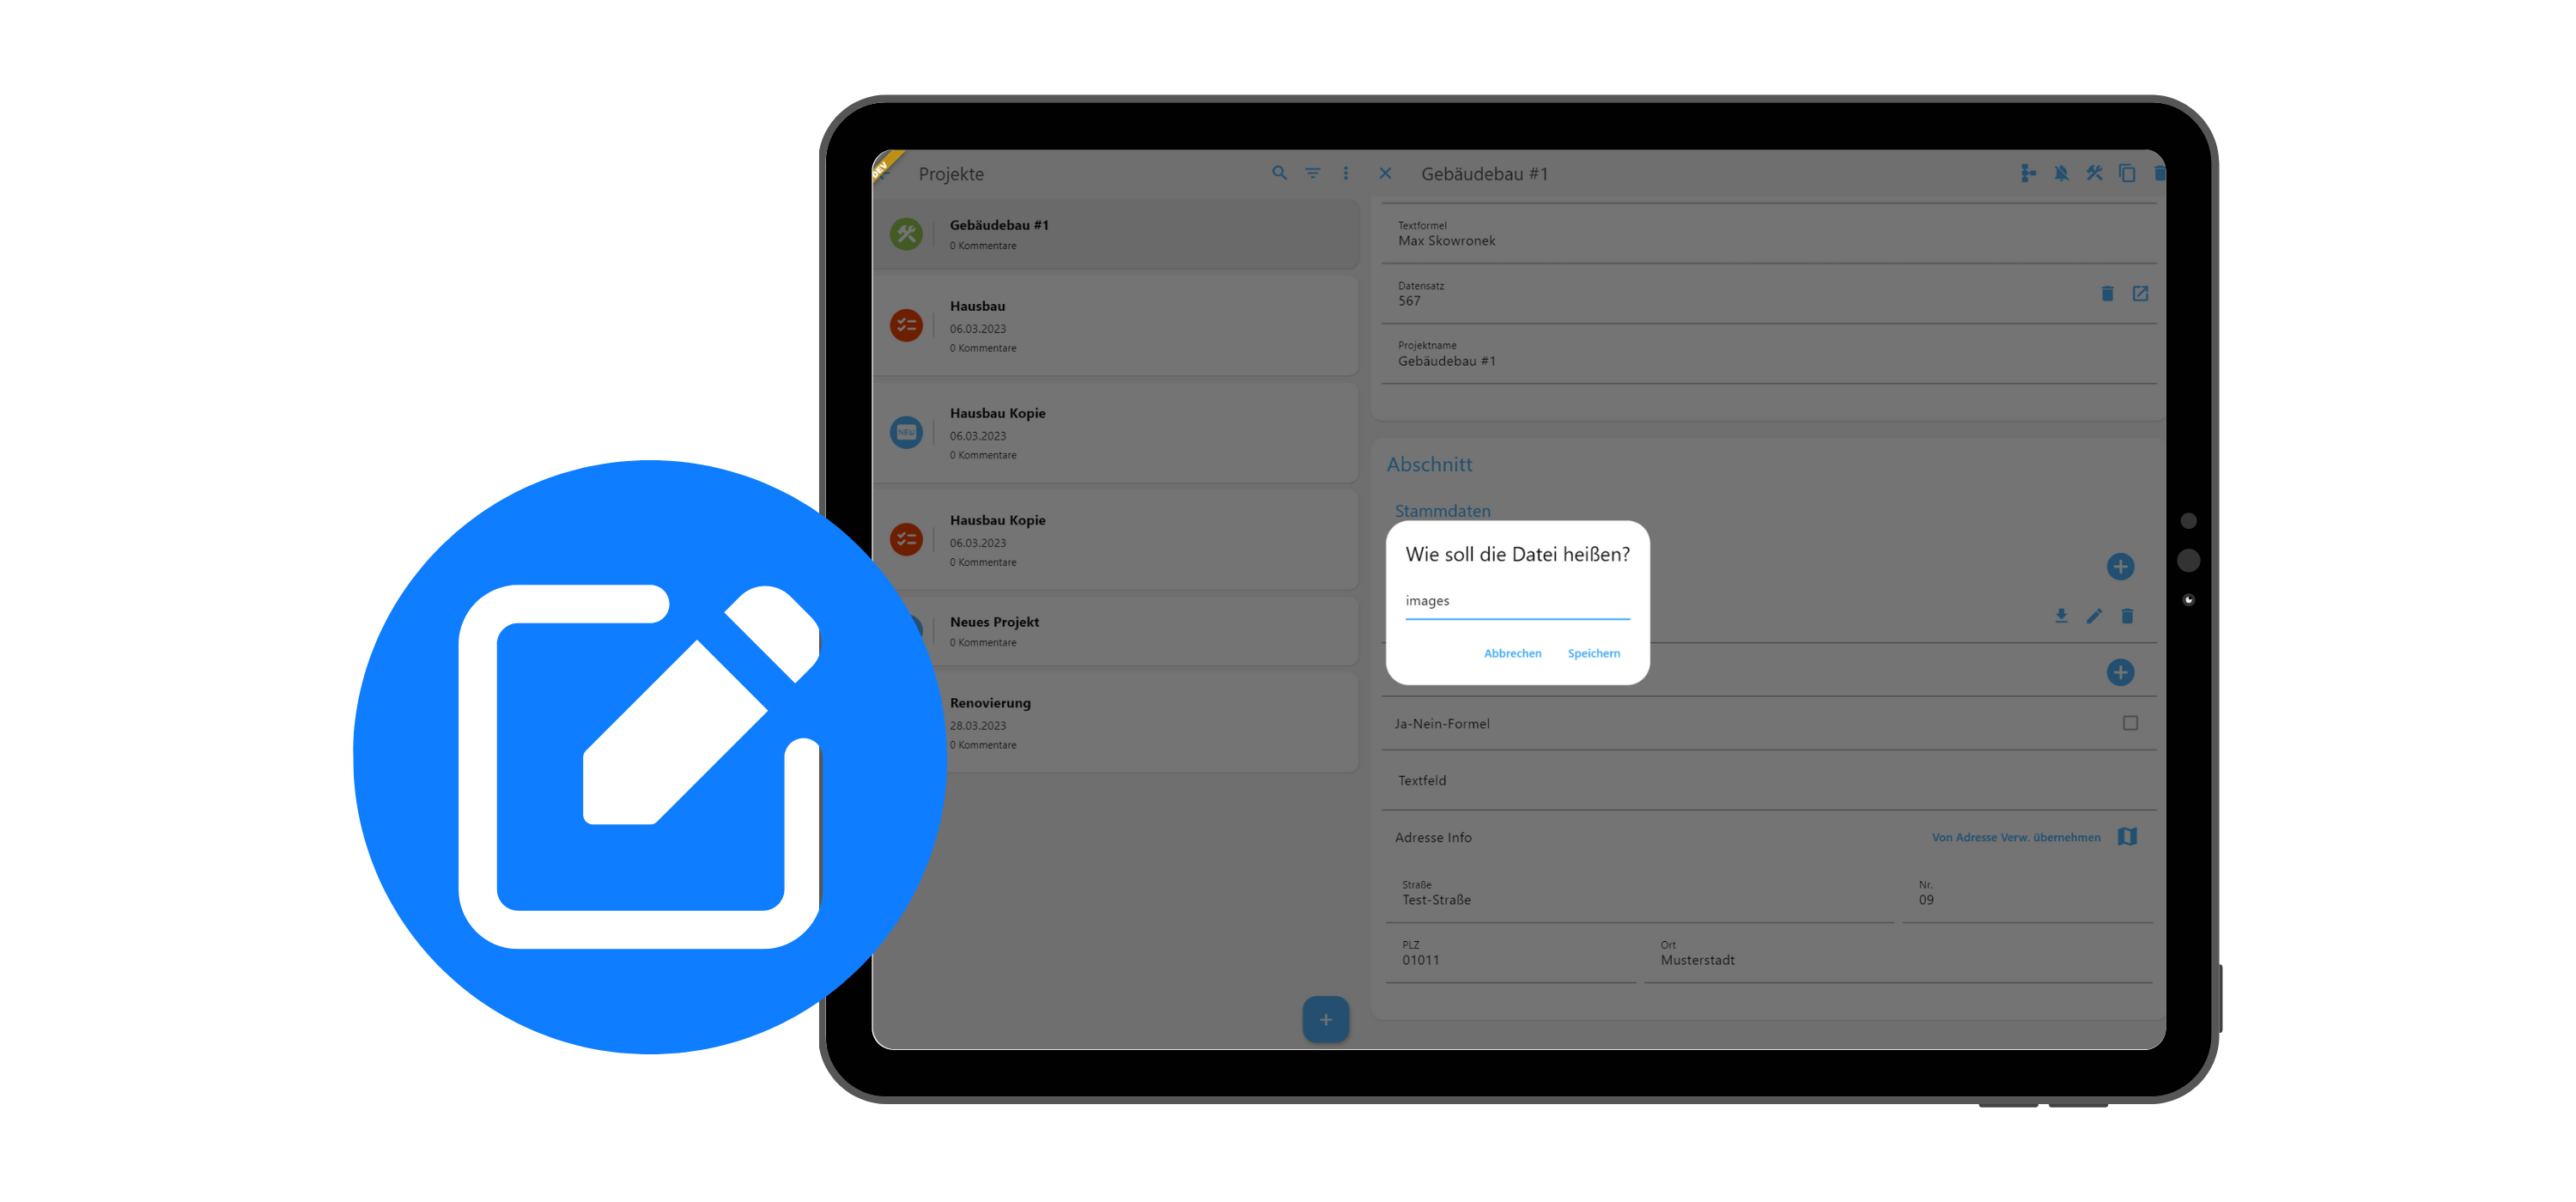 DEV
Projekte
Gebäudebau #1
0 Kommentare
Hausbau
06.03.2023
0 Kommentare
Hausbau Kopie
06.03.2023
0 Kommentare
NEW
Hausbau Kopie
06.03.2023
0 Kommentare
Neues Projekt
0 Kommentare
Renovierung
28.03.2023
0 Kommentare
Gebäudebau #1
Textformel
Max Skowronek
Datensatz
567
Projektname
Gebäudebau #1
Abschnitt
Stammdaten
Wie soll die Datei heißen?
images
Abbrechen Speichern
Ja-Nein-Formel
Textfeld
Adresse Info Von Adresse Verw. übernehmen
Straße Nr.
Test-Straße 09
PLZ Ort
01011 Musterstadt